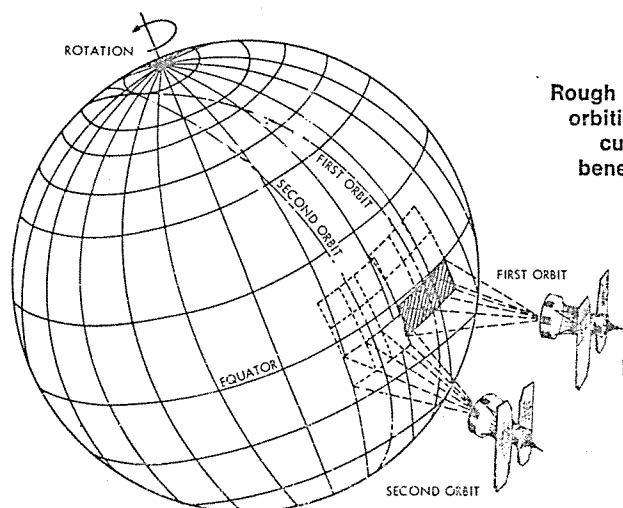 ROTATION
Rough
orbiti
cu
bene
FIRST ORBIT
SECOND ORBIT
FIRST ORBIT
EQUATOR
SECOND ORBIT